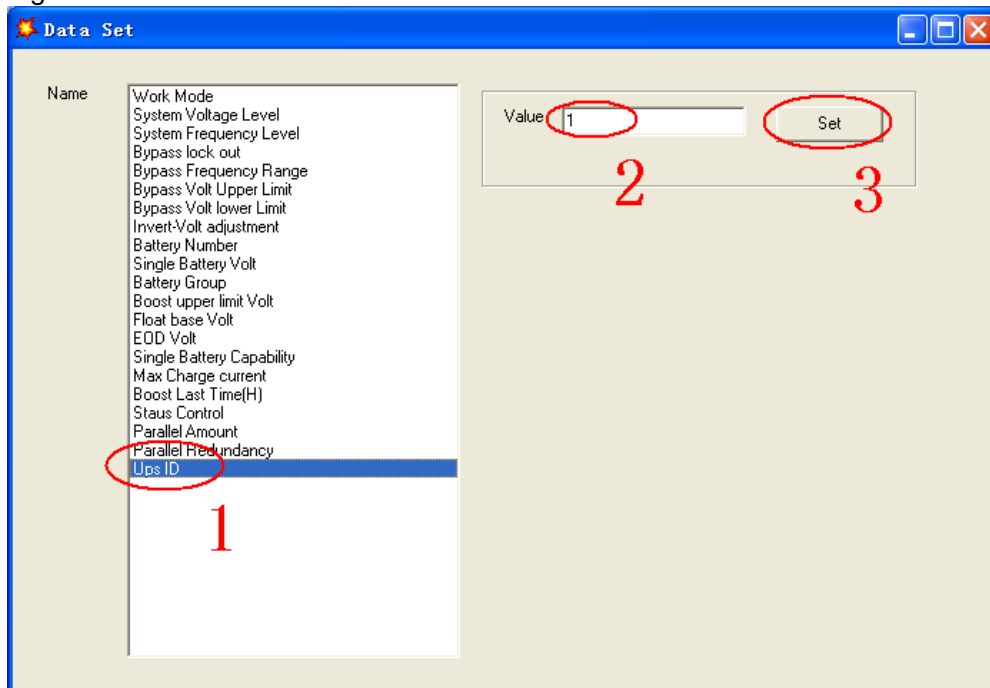 Data Set
Name
Work Mode
System Voltage Level
System Frequency Level
Bypass lock out
Bypass Frequency Range
Bypass Volt Upper Limit
Bypass Volt lower Limit
Invert-Volt adjustment
Battery Number
Single Battery Volt
Battery Group
Boost upper limit Volt
Float base Volt
EOD Volt
Single Battery Capability
Max Charge current
Boost Last Time(H)
Staus Control
Parallel Amount
Parallel Redundancy
Ups ID
1
Value 1
Set
2
3